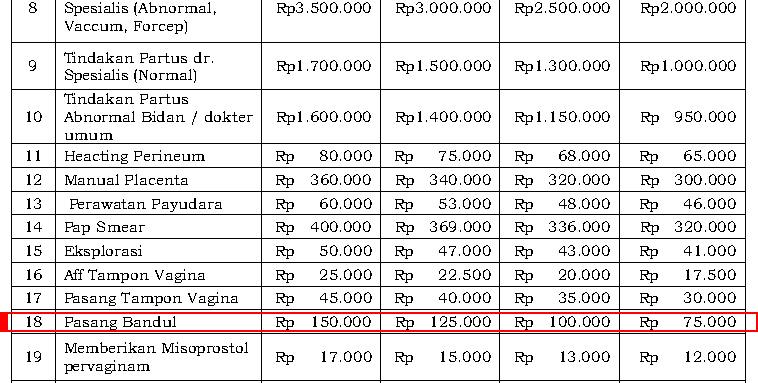 8 Spesialis (Abnormal, Rp3.500.000 Rp3.000.000 Rp2.500.000 Rp2.000.000
Vaccum, Forcep)
9 Tindakan Partus dr. Rp1.700.000 Rp1.500.000 Rp1.300.000 Rp1.000.000
Spesialis (Normal)
Tindakan Partus
10 Abnormal Bidan / dokter Rp1.600.000 Rp1.400.000 Rp1.150.000 Rp 950.000
umum
11 Heacting Perineum Rp 80.000 Rp 75.000 Rp 68.000 Rp 65.000
12 Manual Placenta Rp 360.000 Rp 340.000 Rp 320.000 Rp 300.000
13 Perawatan Payudara Rp 60.000 Rp 53.000 Rp 48.000 Rp 46.000
14 Pap Smear Rp 400.000 Rp 369.000 Rp 336.000 Rp 320.000
15 Eksplorasi Rp 50.000 Rp 47.000 Rp 43.000 Rp 41.000
16 Aff Tampon Vagina Rp 25.000 Rp 22.500 Rp 20.000 Rp 17.500
17 Pasang Tampon Vagina Rp 45.000 Rp 40.000 Rp 35.000 Rp 30.000
18 Pasang Bandul Rp 150.000 Rp 125.000 Rp 100.000 Rp 75.000
19 Memberikan Misoprostol Rp 17.000 Rp 15.000 Rp 13.000 Rp 12.000
pervaginam